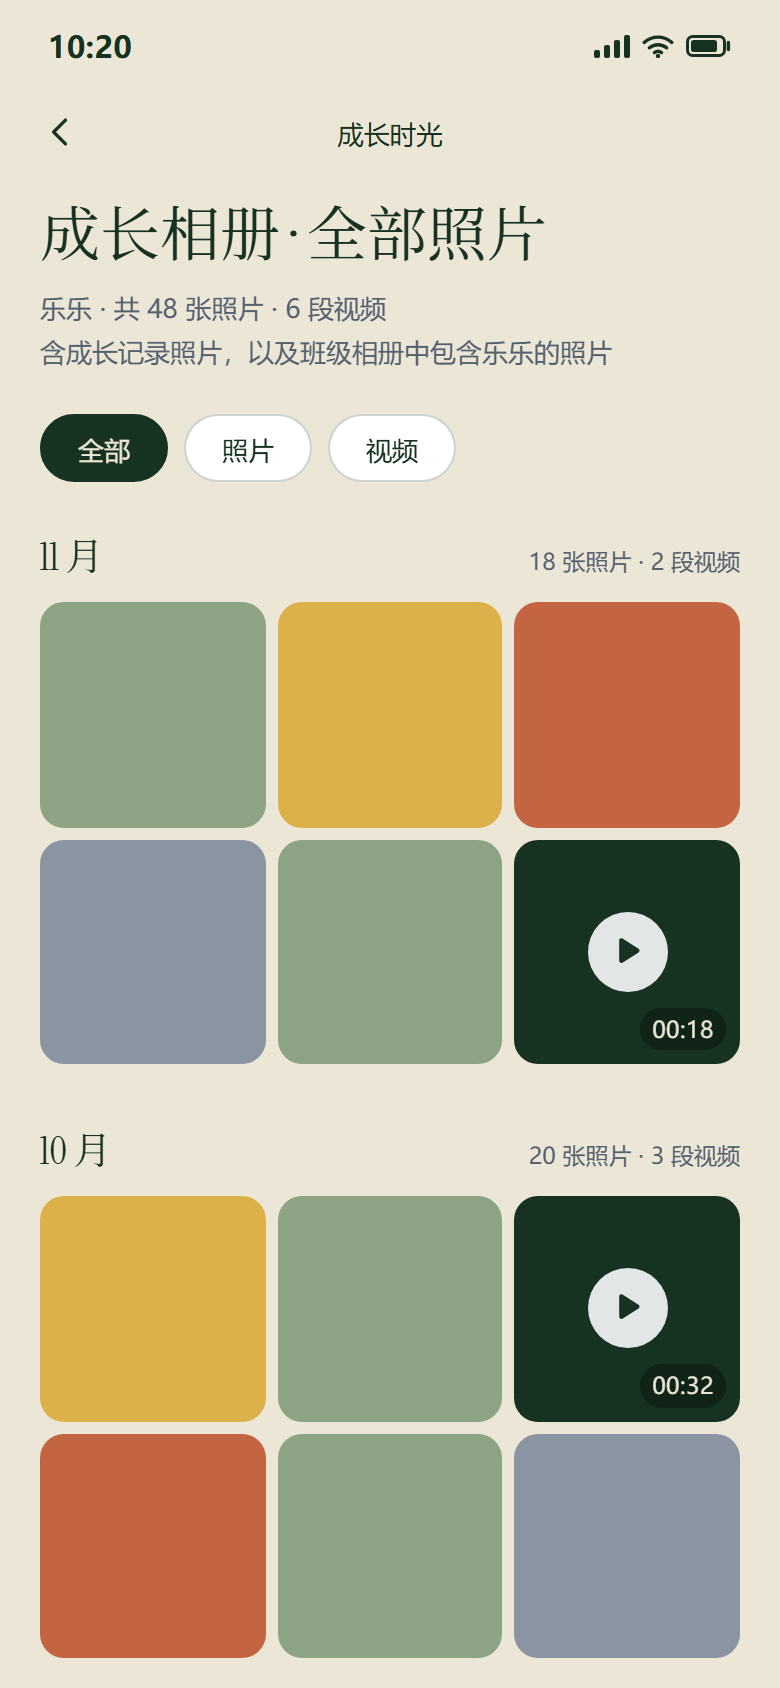 10:20
成长时光
成长相册·全部照片
乐乐 · 共 48 张照片 · 6 段视频
含成长记录照片，以及班级相册中包含乐乐的照片
全部 照片 视频
11 月 18 张照片 · 2 段视频
00:18
10 月 20 张照片 · 3 段视频
00:32